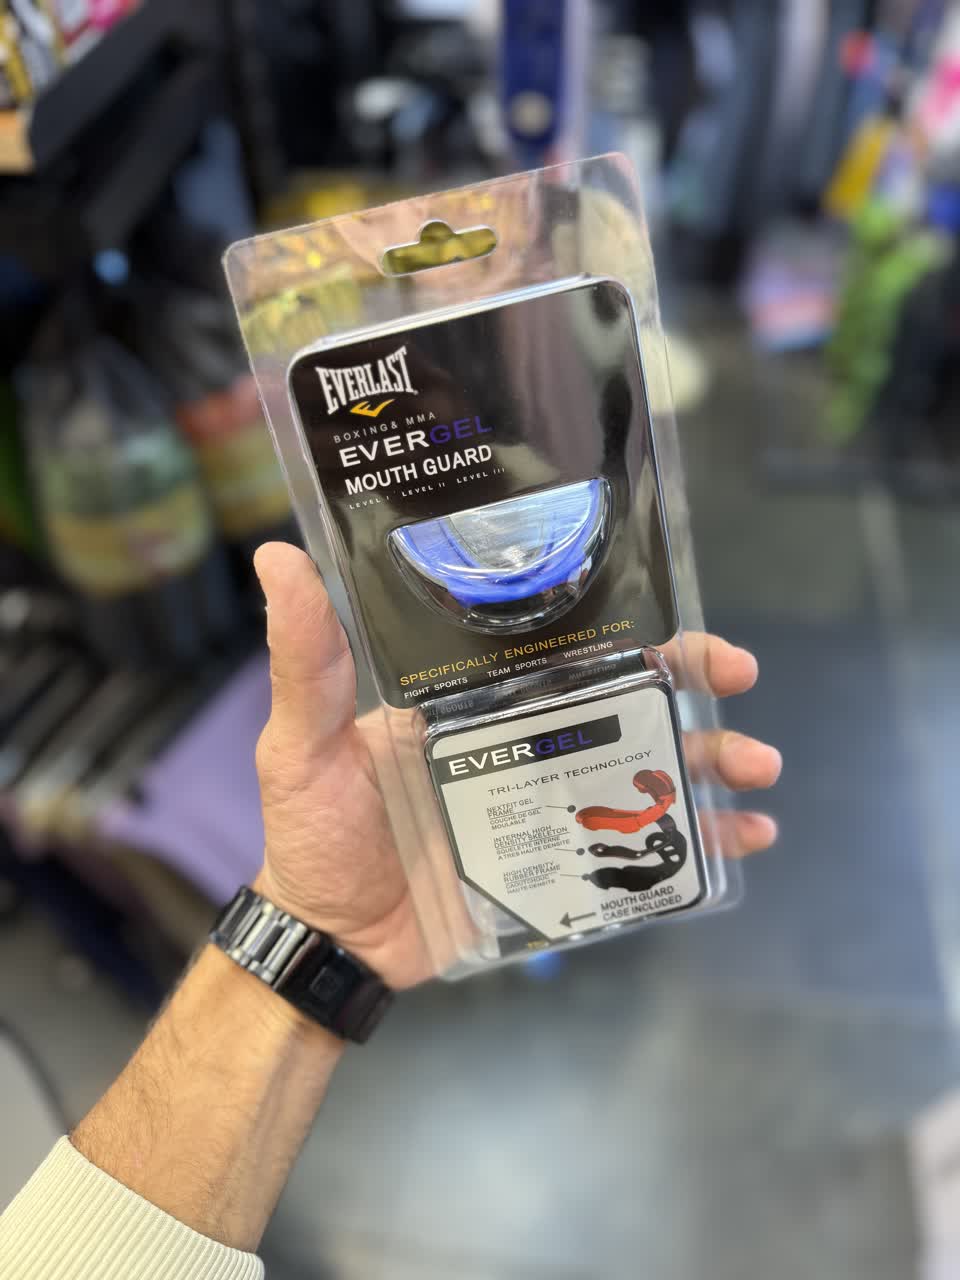 EVERLAST
BOXING & MMA
EVERGEL
MOUTH GUARD
LEVEL I LEVEL II LEVEL III
SPECIFICALLY ENGINEERED FOR:
FIGHT SPORTS TEAM SPORTS WRESTLING
EVERGEL
TRI-LAYER TECHNOLOGY
NEXTFIT GEL
FRAME
COUCHE DE GEL
MOULABLE
INTERNAL HIGH
DENSITY SKELETON
SQUELETTE INTERNE
A TRES HAUTE DENSITE
HIGH DENSITY
RUBBER FRAME
CAOUTCHOUC
HAUTE-DENSITE
MOUTH GUARD
CASE INCLUDED